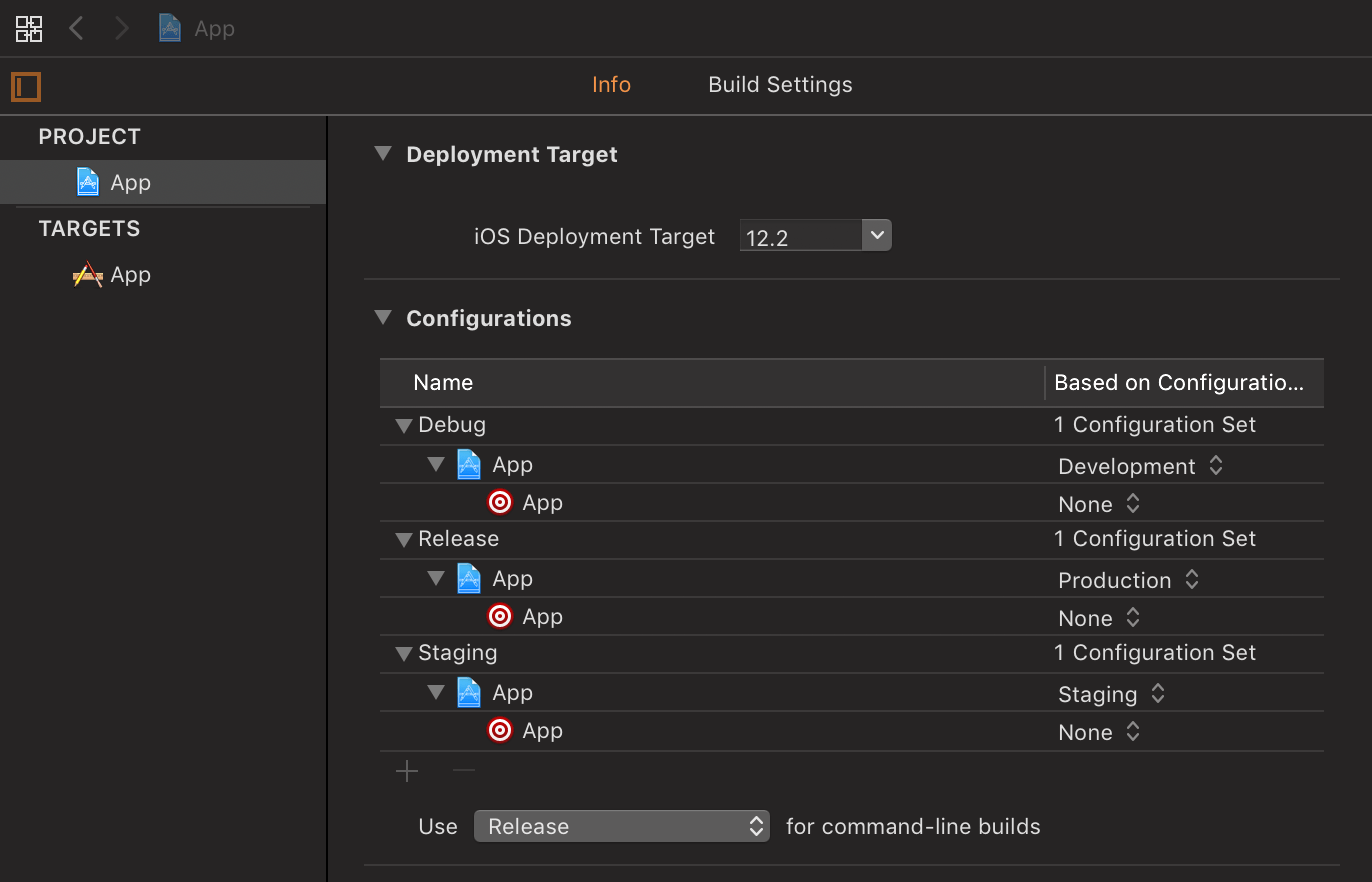 App
Info Build Settings
PROJECT
App
TARGETS
App
Deployment Target
iOS Deployment Target 12.2
Configurations
Name Based on Configuratio...
Debug 1 Configuration Set
App Development
App None
Release 1 Configuration Set
App Production
App None
Staging 1 Configuration Set
App Staging
App None
Use Release for command-line builds